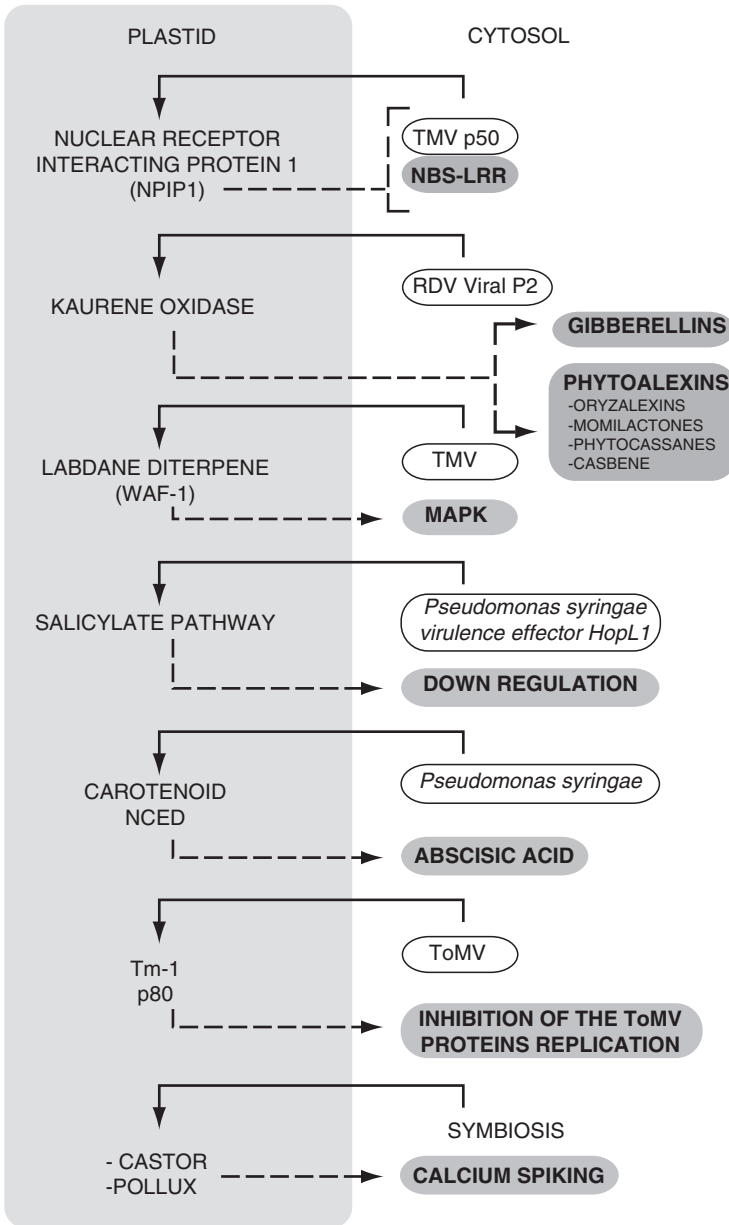 PLASTID
CYTOSOL
NUCLEAR RECEPTOR
INTERACTING PROTEIN 1
(NPIP1)
TMV p50
NBS-LRR
RDV Viral P2
KAURENE OXIDASE
GIBBERELLINS
PHYTOALEXINS
-ORYZALEXINS
-MOMILACTONES
-PHYTOCASSANES
-CASBENE
TMV
LABDANE DITERPENE
(WAF-1)
MAPK
Pseudomonas syringae
virulence effector HopL1
SALICYLATE PATHWAY
DOWN REGULATION
Pseudomonas syringae
CAROTENOID
NCED
ABSCISIC ACID
ToMV
Tm-1
p80
INHIBITION OF THE ToMV
PROTEINS REPLICATION
SYMBIOSIS
- CASTOR
-POLLUX
CALCIUM SPIKING